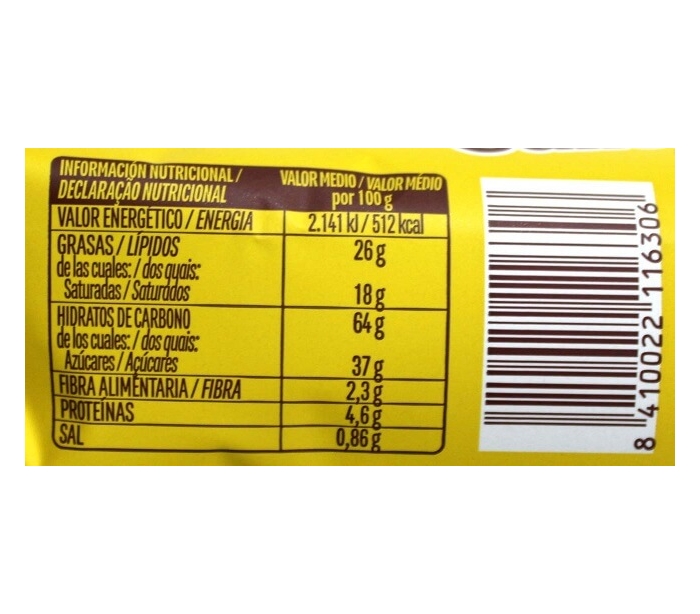 INFORMACIÓN NUTRICIONAL / DECLARAÇÃO NUTRICIONAL VALOR MEDIO / VALOR MÉDIO por 100 g
VALOR ENERGÉTICO / ENERGIA 2.141 kJ / 512 kcal
GRASAS / LÍPIDOS 26 g
de las cuales: / dos quais:
Saturadas / Saturados 18 g
HIDRATOS DE CARBONO 64 g
de los cuales: / dos quais:
Azúcares / Açúcares 37 g
FIBRA ALIMENTARIA / FIBRA 2,3 g
PROTEÍNAS 4,6 g
SAL 0,86 g
8 410022 116306